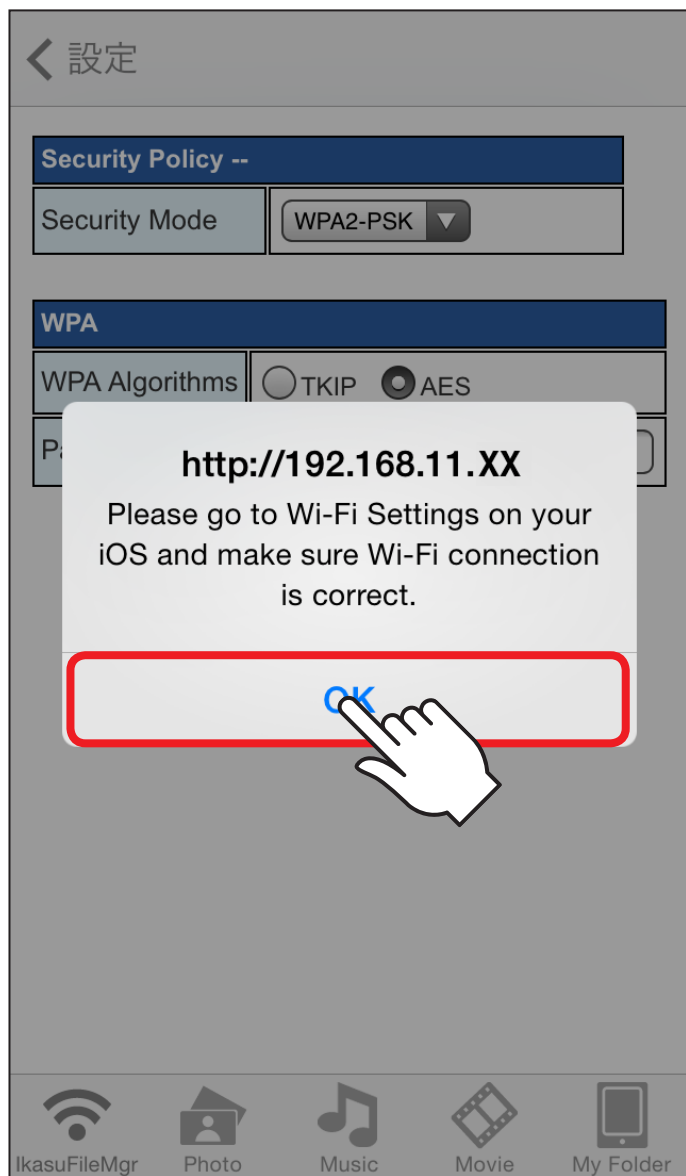 設定
Security Policy --
Security Mode WPA2-PSK
WPA
WPA Algorithms TKIP AES
http://192.168.11.XX
Please go to Wi-Fi Settings on your
iOS and make sure Wi-Fi connection
is correct.
OK
IkasuFileMgr Photo Music Movie My Folder